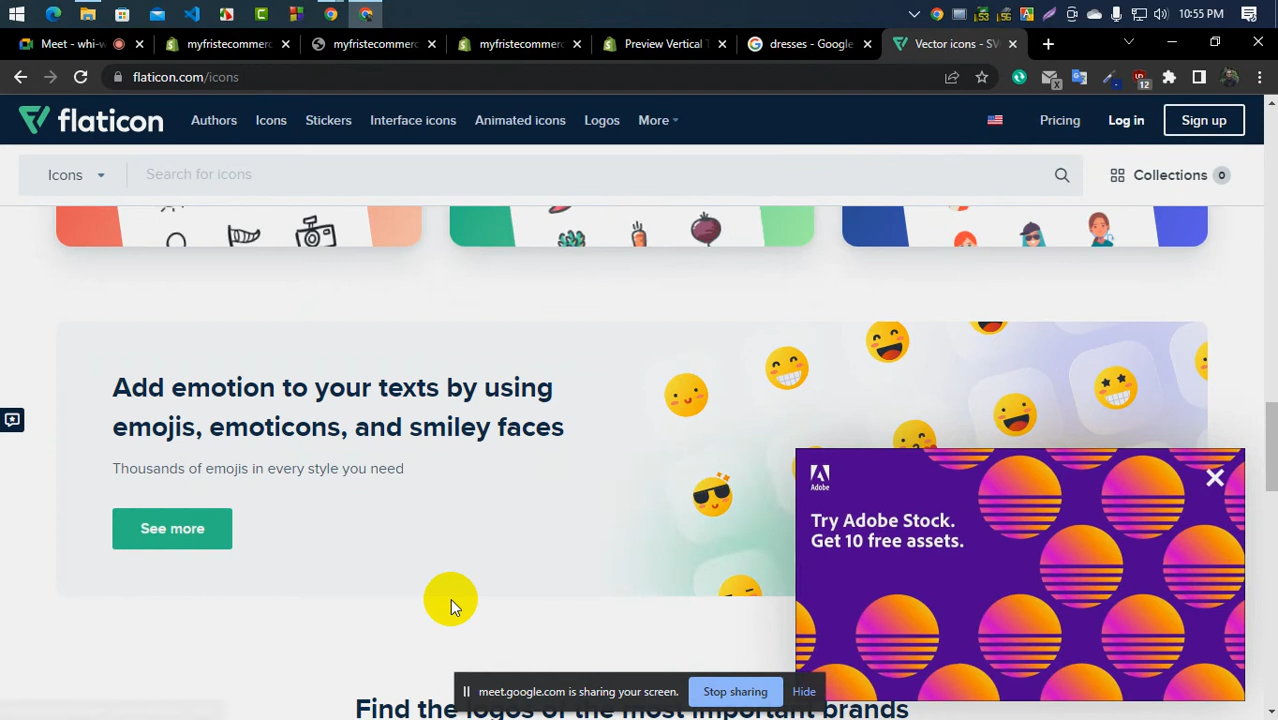 53
56
10:55 PM
Meet - whi-w
myfristecommerc
myfristecommerc
myfristecommerc
Preview Vertical T
dresses - Google
Vector icons - SV
flaticon.com/icons
X
12
flaticon
Authors
Icons
Stickers
Interface icons
Animated icons
Logos
More
Pricing
Log in
Sign up
Icons
Search for icons
Collections
0
Add emotion to your texts by using
emojis, emoticons, and smiley faces
Thousands of emojis in every style you need
See more
Adobe
Try Adobe Stock.
Get 10 free assets.
meet.google.com is sharing your screen.
Stop sharing
Hide
Find the logos of the most important brands